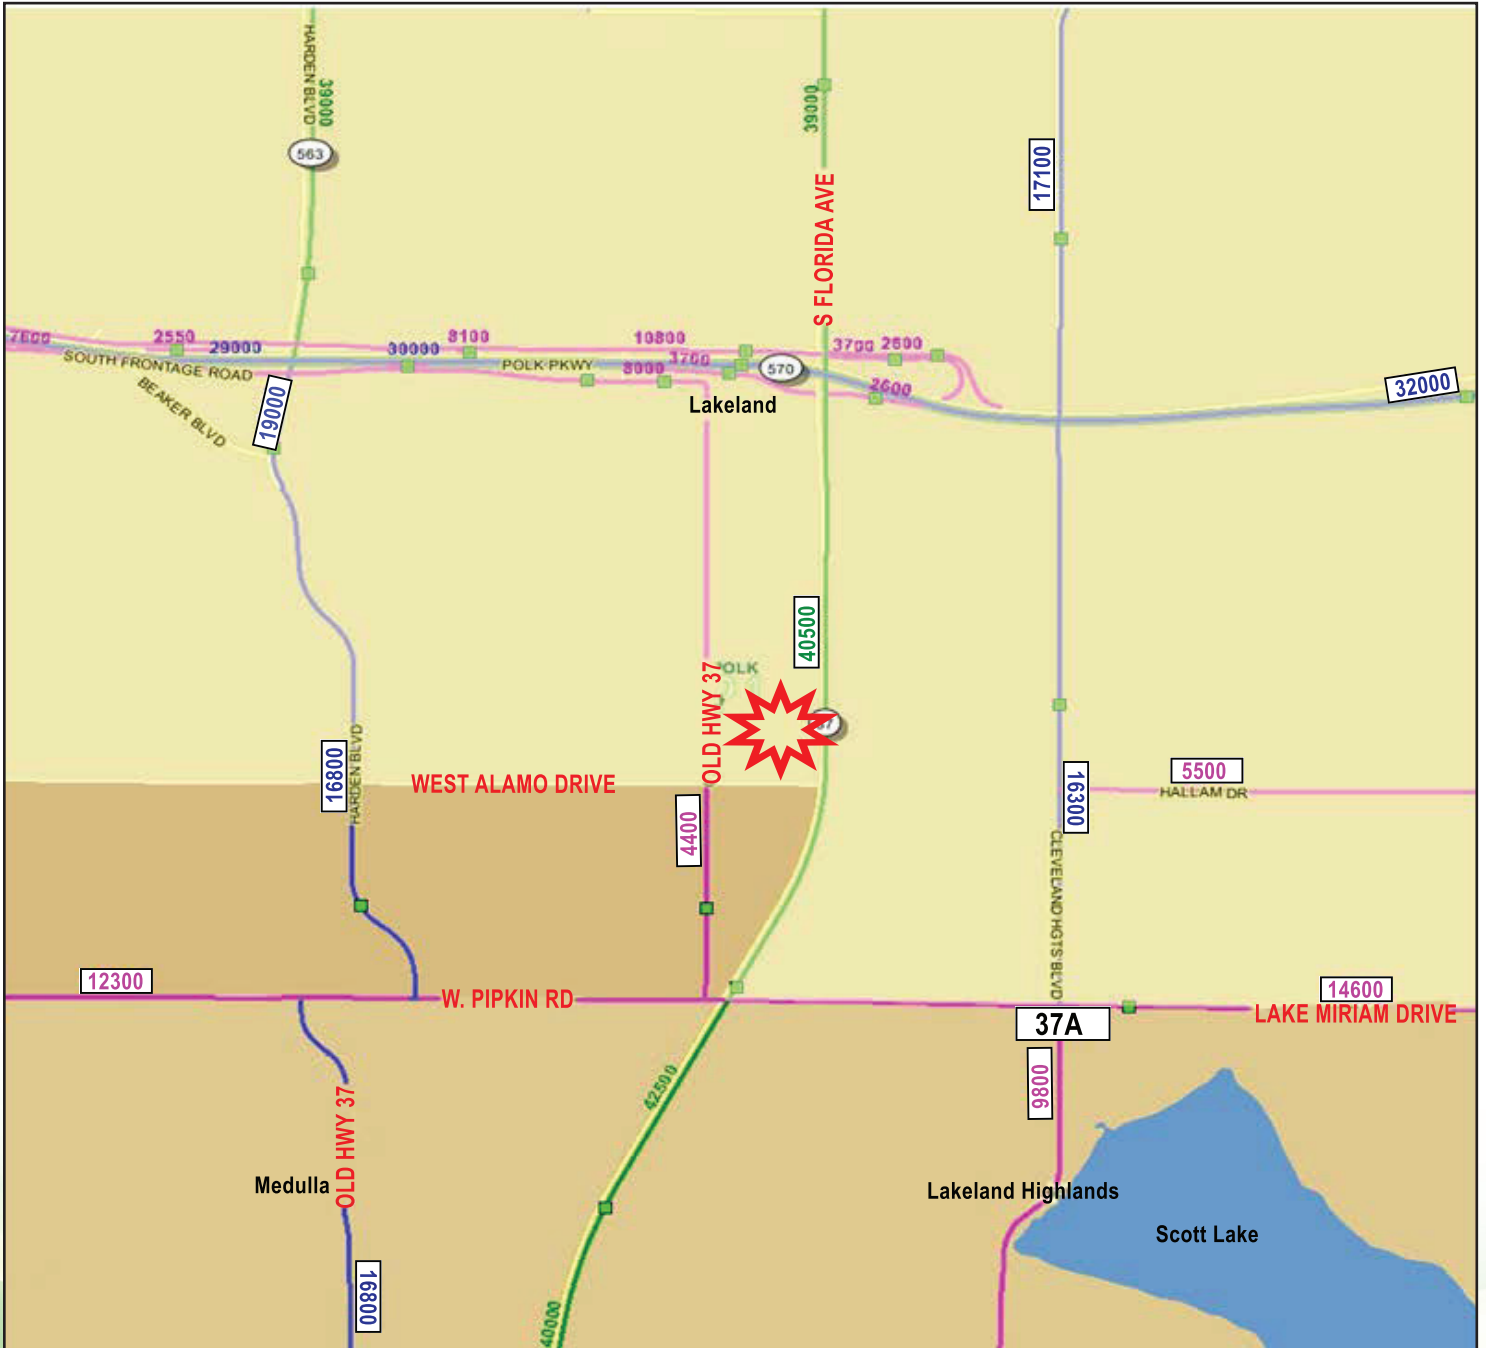 HARDEN BLVD
39000
563
39000
S FLORIDA AVE
17100
7600
2550
29000
SOUTH FRONTAGE ROAD
BEAKER BLVD
19000
30000
8100
POLK PKWY
10800
8000
3700
570
3700
2600
2600
32000
Lakeland
40500
POLK
OLD HWY 37
37
16800
HARDEN BLVD
WEST ALAMO DRIVE
4400
5500
HALLAM DR
16300
CLEVELAND HGTS BLVD
12300
W. PIPKIN RD
14600
LAKE MIRIAM DRIVE
37A
9800
42500
OLD HWY 37
Medulla
Lakeland Highlands
Scott Lake
16800
40000